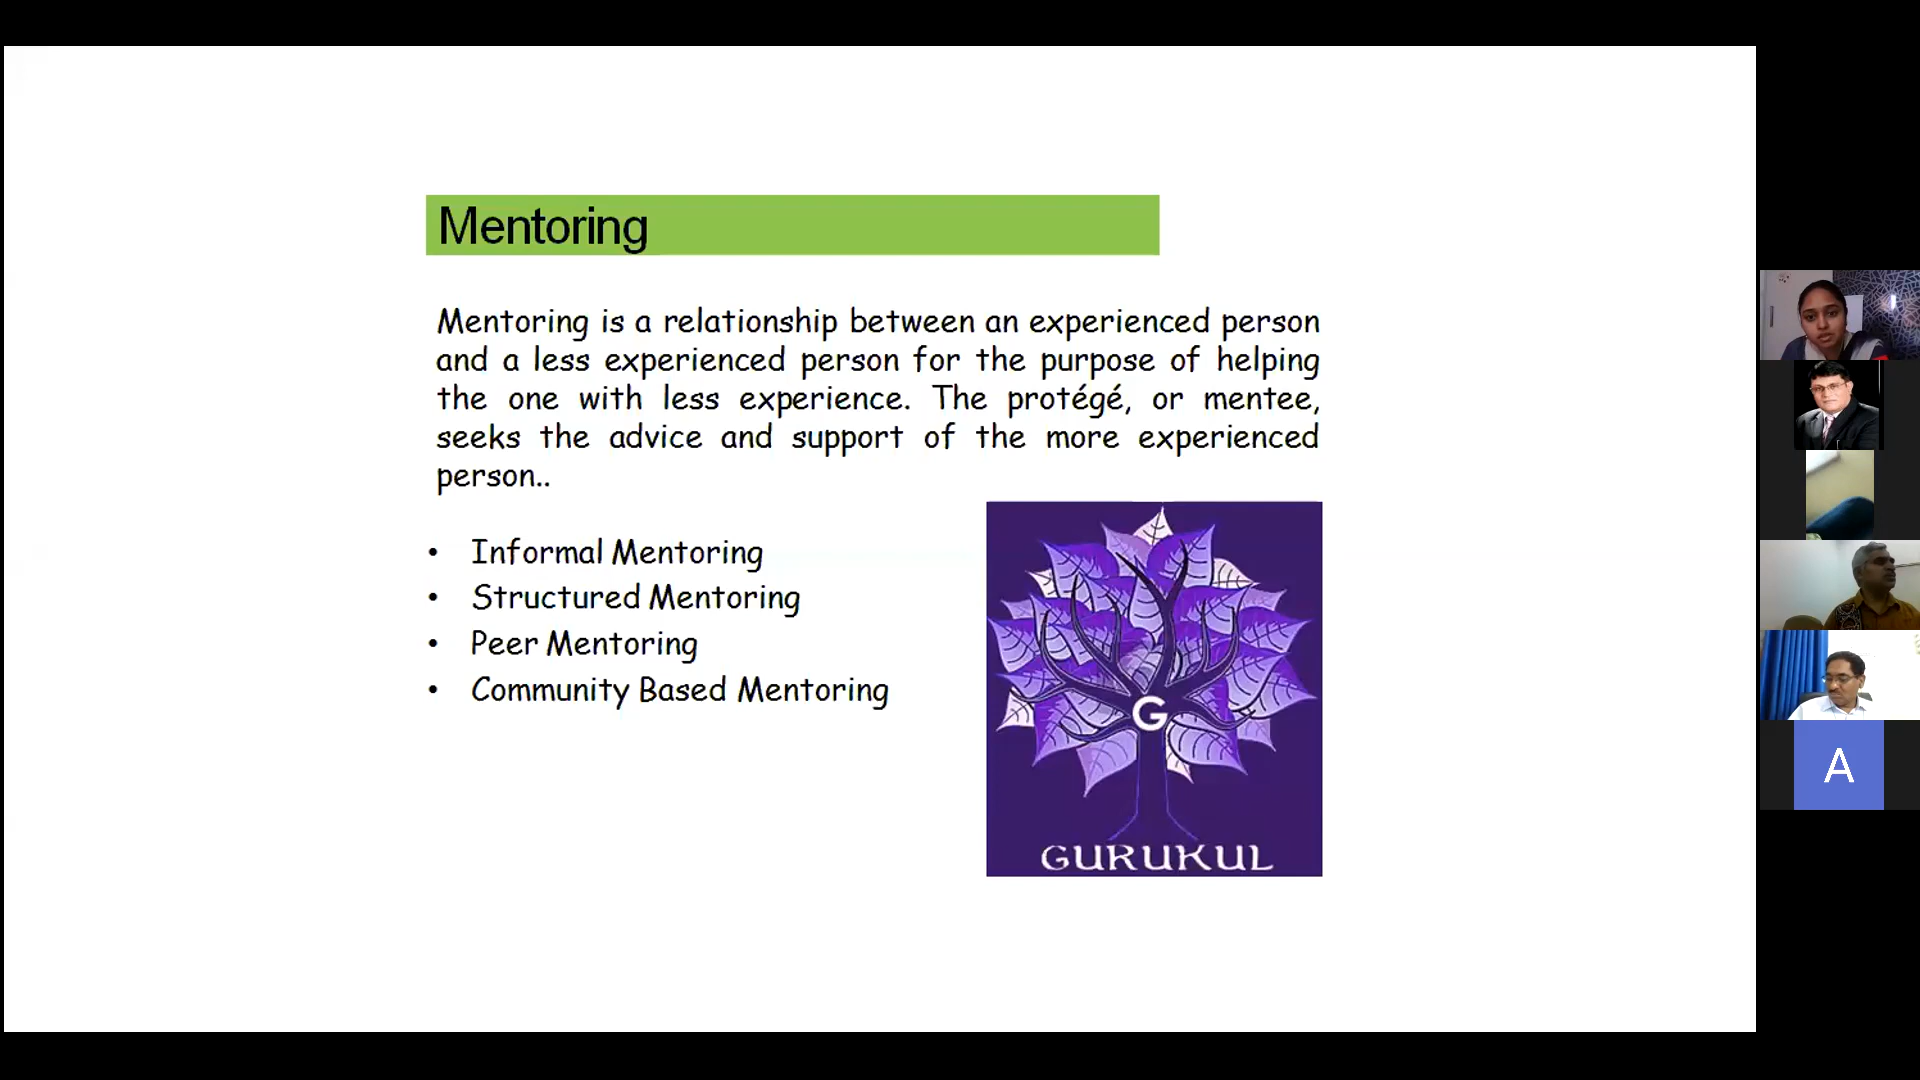 Mentoring
Mentoring is a relationship between an experienced person
and a less experienced person for the purpose of helping
the one with less experience. The protégé, or mentee,
seeks the advice and support of the more experienced
person..
• Informal Mentoring
• Structured Mentoring
• Peer Mentoring
• Community Based Mentoring
G
GURUKUL
A